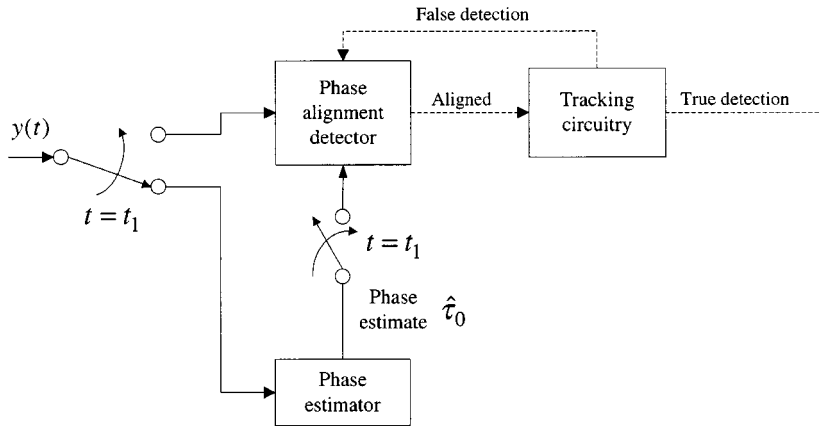 False detection
Phase
alignment
detector
Aligned
Tracking
circuitry
True detection
y(t)
t = t₁
t = t₁
Phase
estimate τ̂₀
Phase
estimator